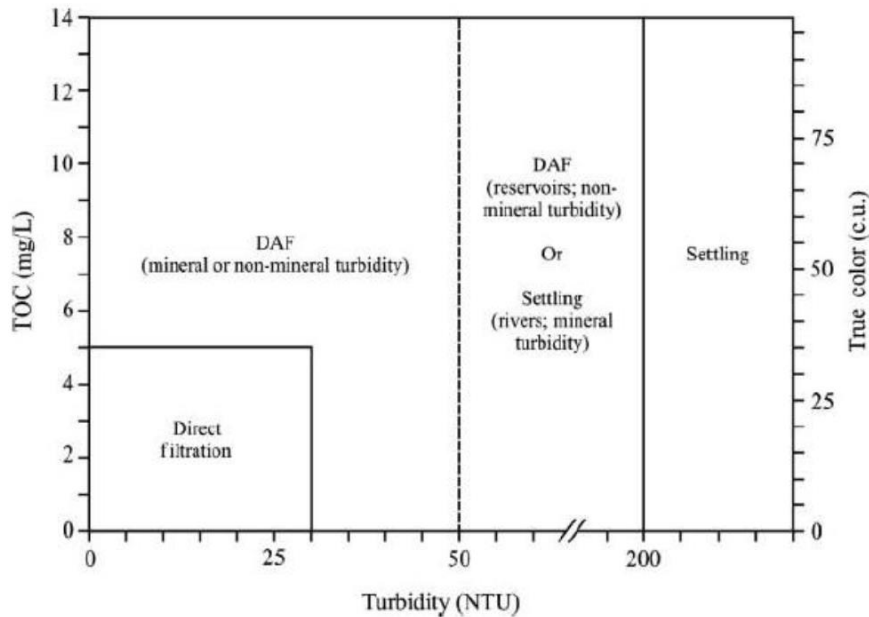 14
12
10
8
6
4
2
0
TOC (mg/L)
DAF
(mineral or non-mineral turbidity)
Direct
filtration
DAF
(reservoirs; non-
mineral turbidity)
Or
Settling
(rivers; mineral
turbidity)
Settling
75
50
25
0
True color (c.u.)
0
25
50
200
Turbidity (NTU)